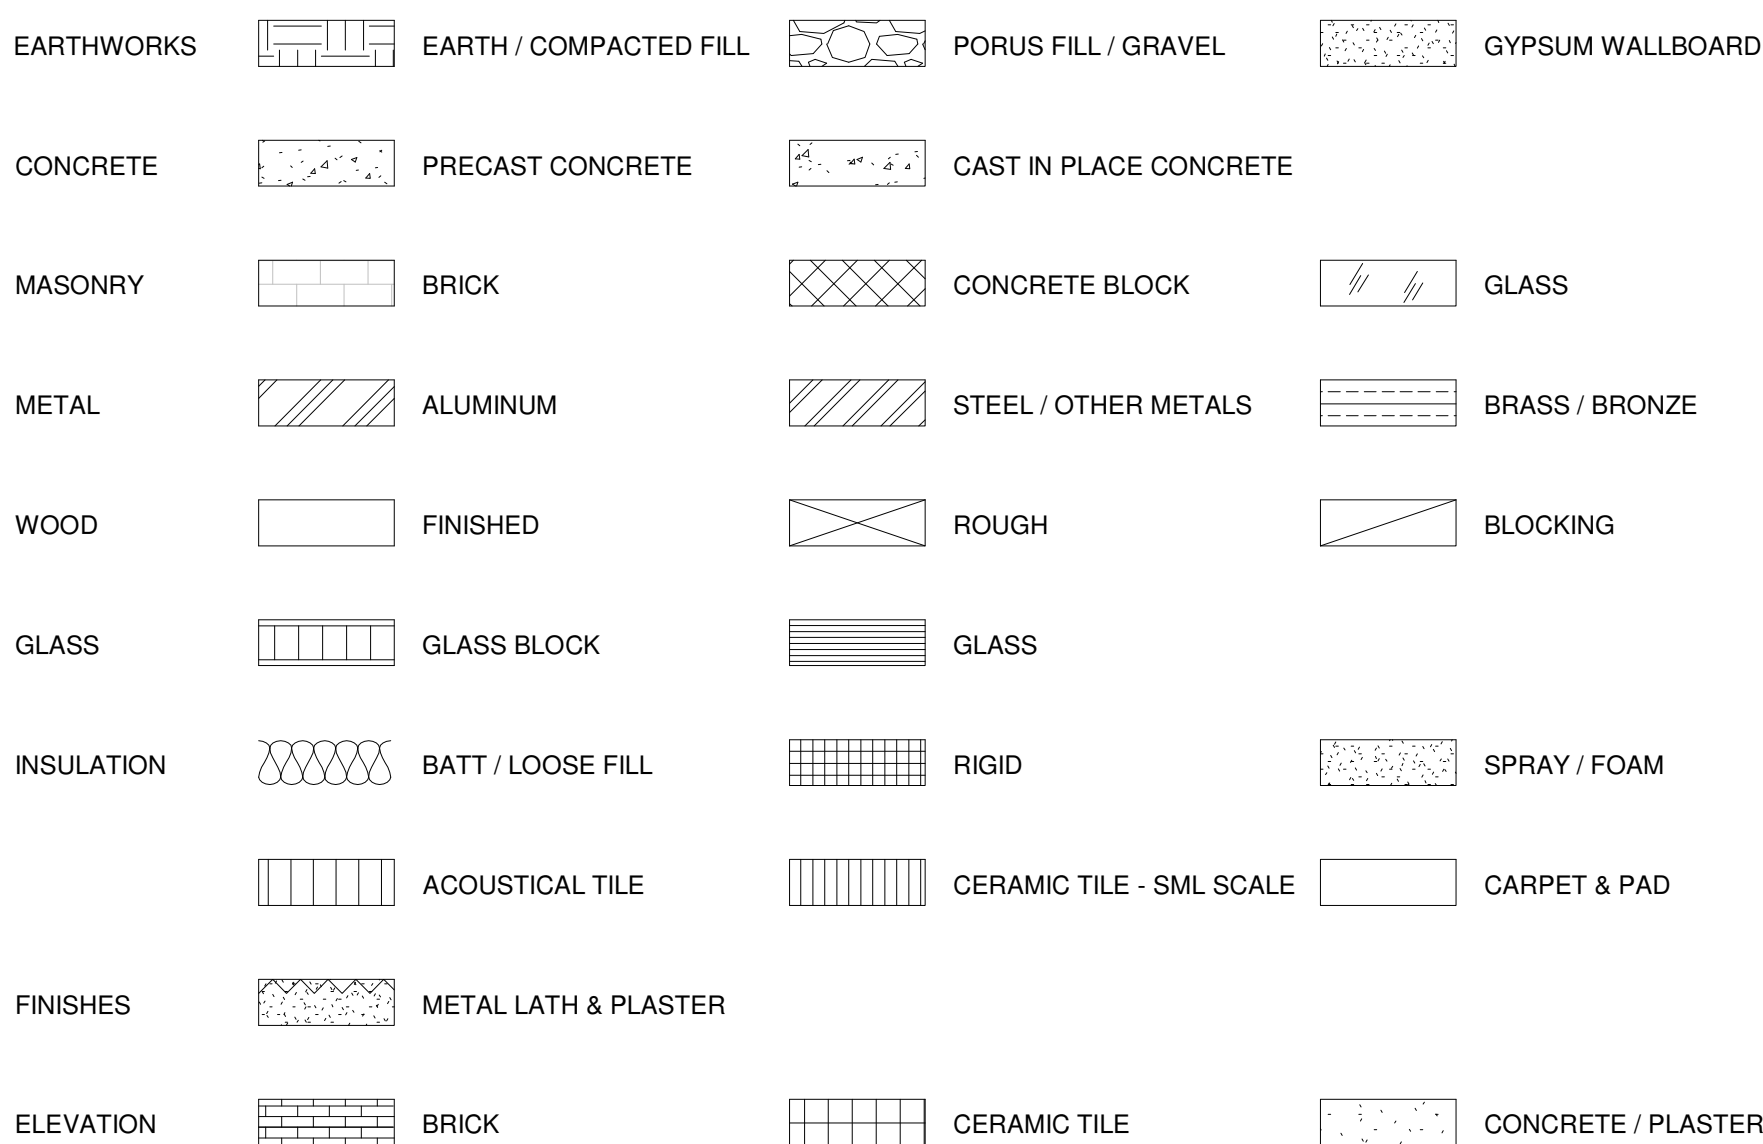 EARTHWORKS EARTH / COMPACTED FILL PORUS FILL / GRAVEL GYPSUM WALLBOARD
CONCRETE PRECAST CONCRETE CAST IN PLACE CONCRETE
MASONRY BRICK CONCRETE BLOCK GLASS
METAL ALUMINUM STEEL / OTHER METALS BRASS / BRONZE
WOOD FINISHED ROUGH BLOCKING
GLASS GLASS BLOCK GLASS
INSULATION BATT / LOOSE FILL RIGID SPRAY / FOAM
ACOUSTICAL TILE CERAMIC TILE - SML SCALE CARPET & PAD
FINISHES METAL LATH & PLASTER
ELEVATION BRICK CERAMIC TILE CONCRETE / PLASTER